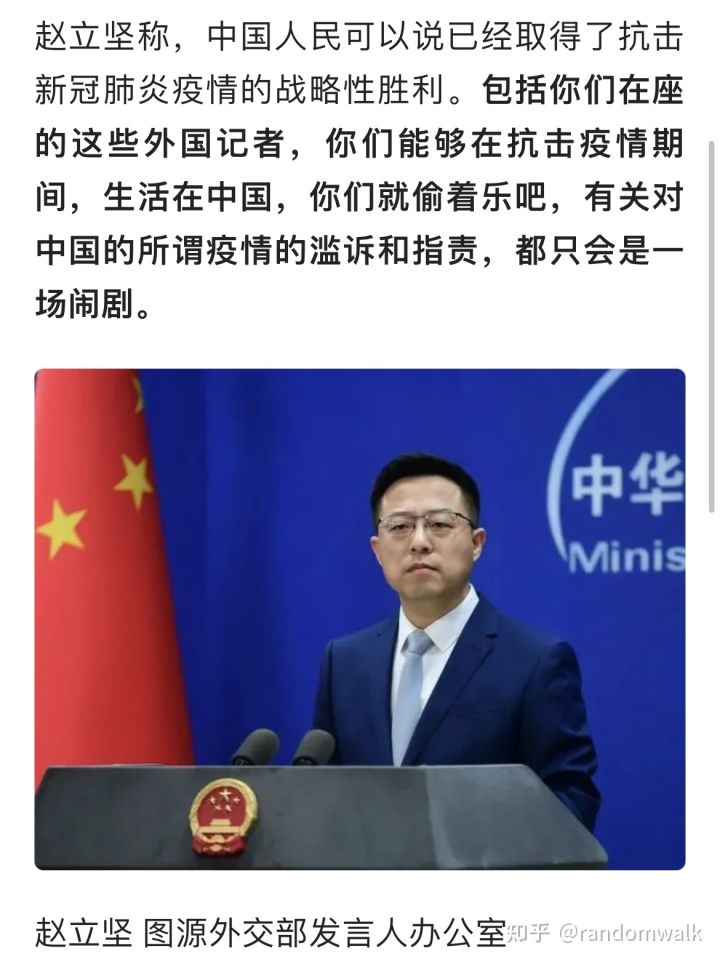 赵立坚称，中国人民可以说已经取得了抗击
新冠肺炎疫情的战略性胜利。包括你们在座
的这些外国记者，你们能够在抗击疫情期
间，生活在中国，你们就偷着乐吧，有关对
中国的所谓疫情的滥诉和指责，都只会是一
场闹剧。
中华
Minis
赵立坚 图源外交部发言人办公室
知乎 @randomwalk